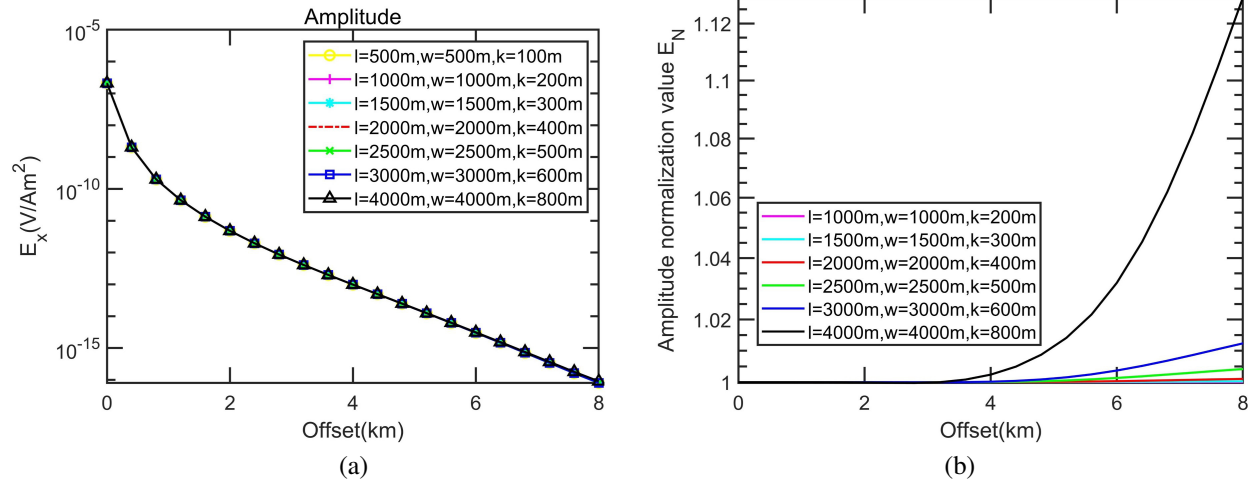 Amplitude
10^-5
10^-10
10^-15
E_x(V/Am^2)
l=500m,w=500m,k=100m
l=1000m,w=1000m,k=200m
l=1500m,w=1500m,k=300m
l=2000m,w=2000m,k=400m
l=2500m,w=2500m,k=500m
l=3000m,w=3000m,k=600m
l=4000m,w=4000m,k=800m
0 2 4 6 8
Offset(km)
(a)
1.12
1.1
1.08
1.06
1.04
1.02
1
Amplitude normalization value E_N
l=1000m,w=1000m,k=200m
l=1500m,w=1500m,k=300m
l=2000m,w=2000m,k=400m
l=2500m,w=2500m,k=500m
l=3000m,w=3000m,k=600m
l=4000m,w=4000m,k=800m
0 2 4 6 8
Offset(km)
(b)